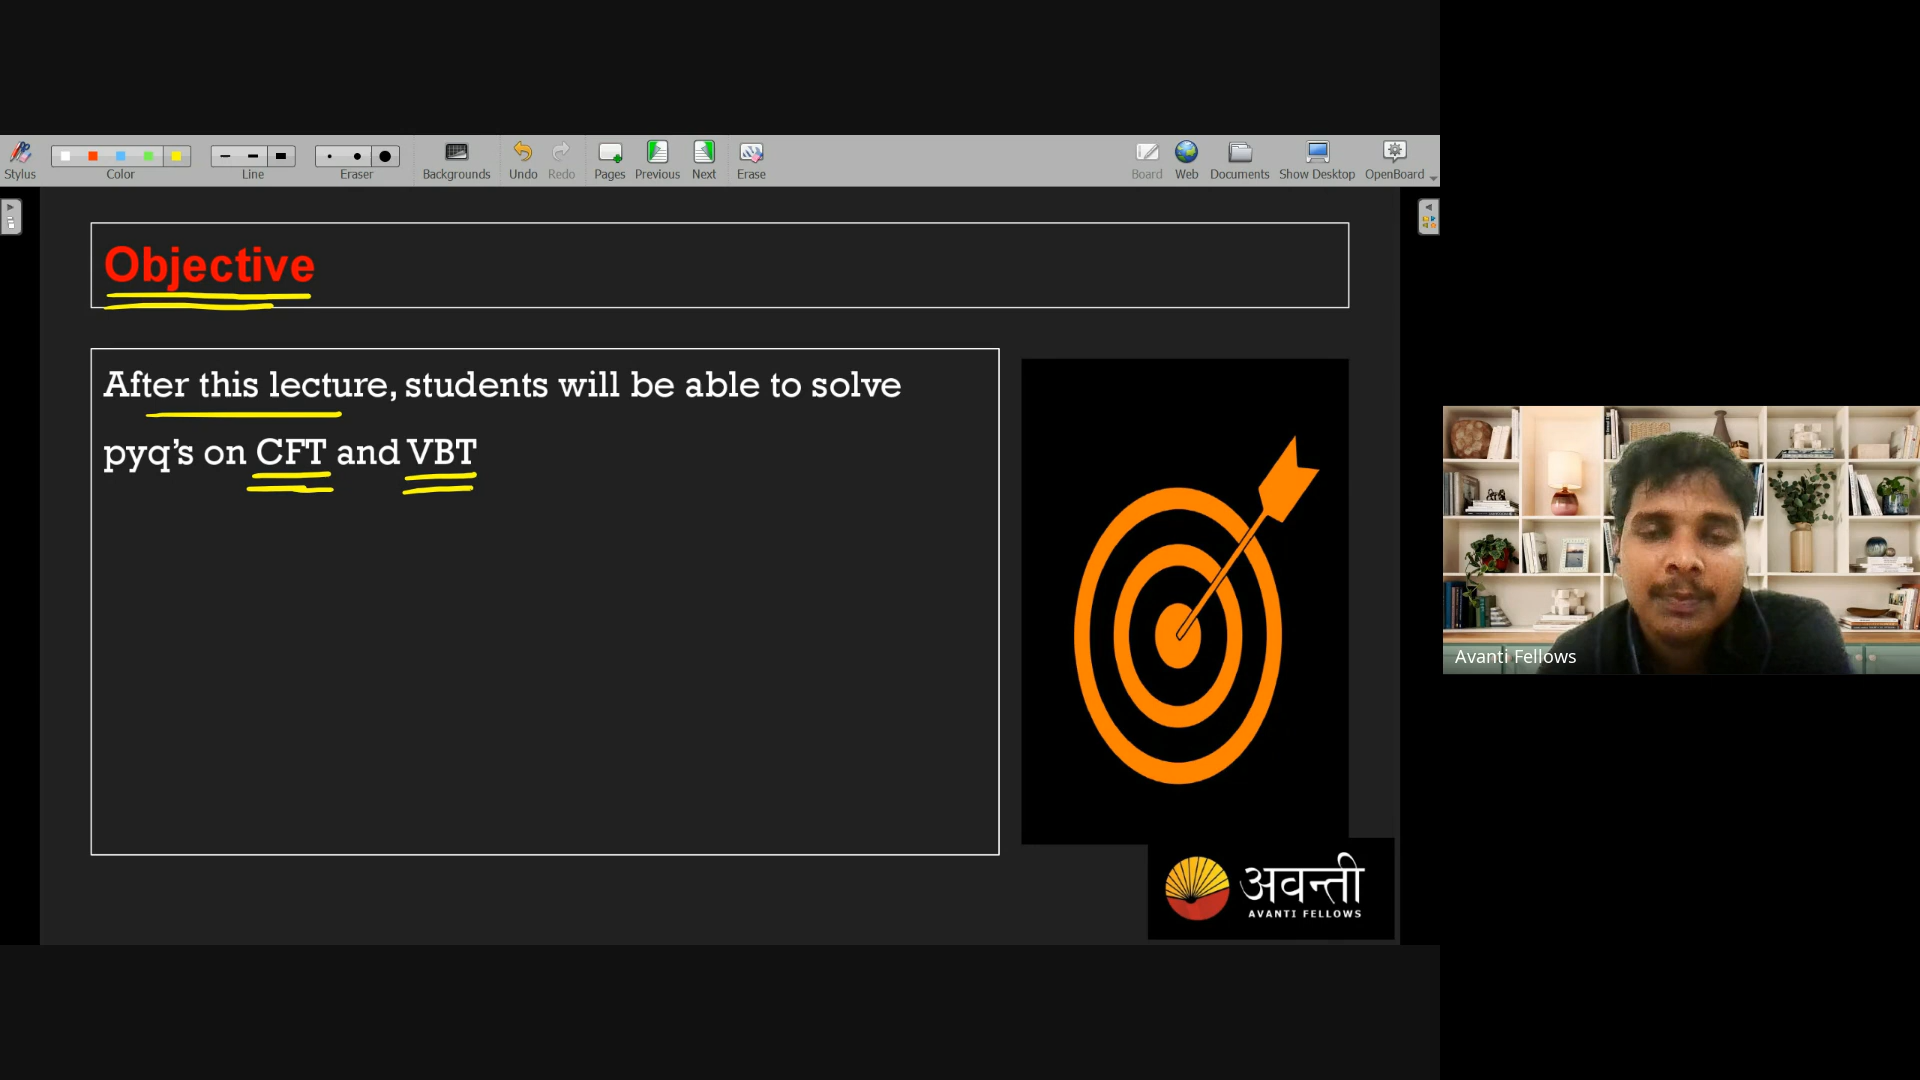 Stylus
Color
Line
Eraser
Backgrounds
Undo
Redo
Pages
Previous
Next
Erase
Board
Web
Documents
Show Desktop
OpenBoard
Objective
After this lecture, students will be able to solve
pyq’s on CFT and VBT
अवन्ती
AVANTI FELLOWS
Avanti Fellows